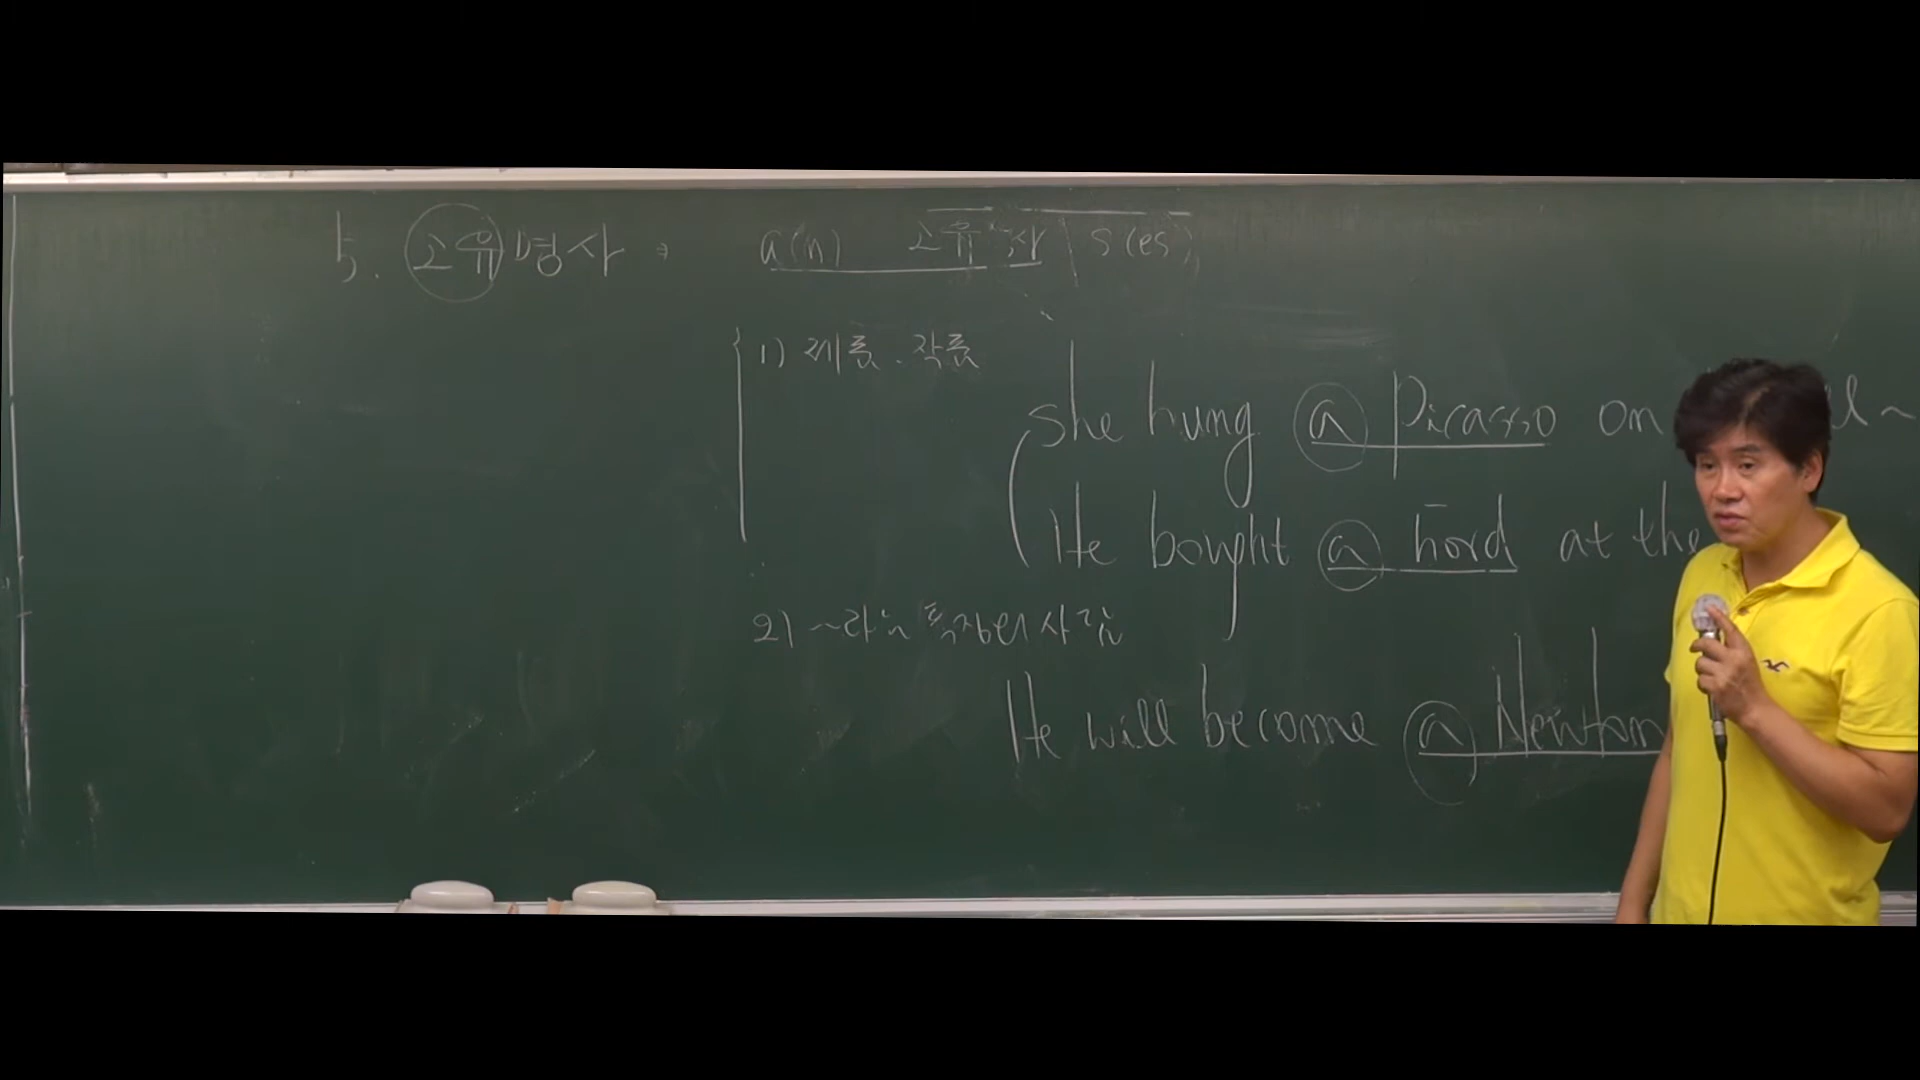 5. 고유명사 : a(n) 고유명사 s(es)
1) 제품. 작품
She hung a Picasso on
He bought a Ford at the
2) ~라는 특정의 사람
He will become a Newton